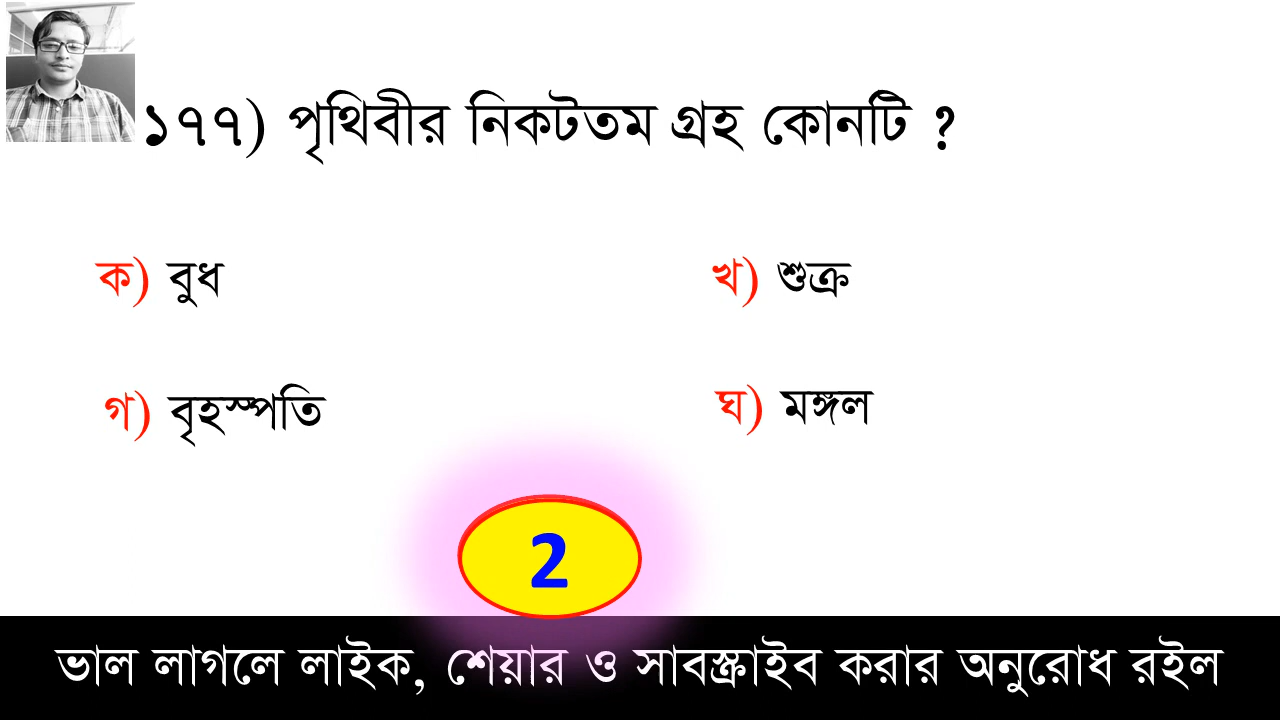 ১৭৭) পৃথিবীর নিকটতম গ্রহ কোনটি ?
ক) বুধ
খ) শুক্র
গ) বৃহস্পতি
ঘ) মঙ্গল
2
ভাল লাগলে লাইক, শেয়ার ও সাবস্ক্রাইব করার অনুরোধ রইল